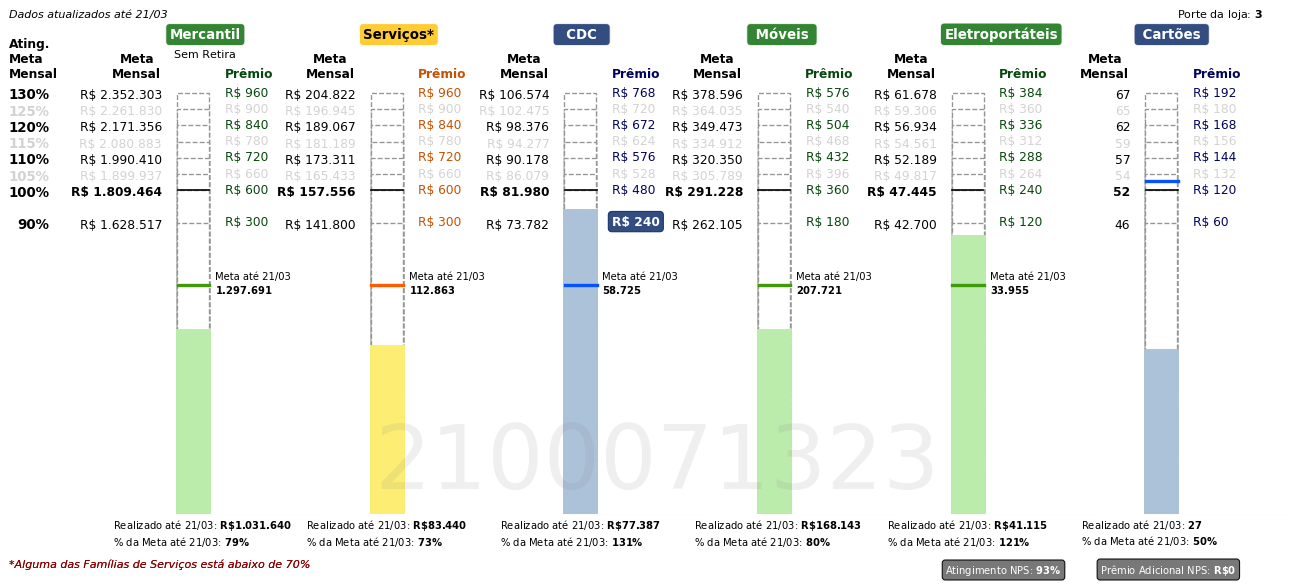 Dados atualizados até 21/03 Porte da loja: 3
Mercantil Serviços* CDC Móveis Eletroportáteis Cartões
Sem Retira
Ating. Meta Mensal Meta Mensal Prêmio Meta Mensal Prêmio Meta Mensal Prêmio Meta Mensal Prêmio Meta Mensal Prêmio Meta Mensal Prêmio
130% R$ 2.352.303 R$ 960 R$ 204.822 R$ 960 R$ 106.574 R$ 768 R$ 378.596 R$ 576 R$ 61.678 R$ 384 67 R$ 192
125% R$ 2.261.830 R$ 900 R$ 196.945 R$ 900 R$ 102.475 R$ 720 R$ 364.035 R$ 540 R$ 59.306 R$ 360 65 R$ 180
120% R$ 2.171.356 R$ 840 R$ 189.067 R$ 840 R$ 98.376 R$ 672 R$ 349.473 R$ 504 R$ 56.934 R$ 336 62 R$ 168
115% R$ 2.080.883 R$ 780 R$ 181.189 R$ 780 R$ 94.277 R$ 624 R$ 334.912 R$ 468 R$ 54.561 R$ 312 59 R$ 156
110% R$ 1.990.410 R$ 720 R$ 173.311 R$ 720 R$ 90.178 R$ 576 R$ 320.350 R$ 432 R$ 52.189 R$ 288 57 R$ 144
105% R$ 1.899.937 R$ 660 R$ 165.433 R$ 660 R$ 86.079 R$ 528 R$ 305.789 R$ 396 R$ 49.817 R$ 264 54 R$ 132
100% R$ 1.809.464 R$ 600 R$ 157.556 R$ 600 R$ 81.980 R$ 480 R$ 291.228 R$ 360 R$ 47.445 R$ 240 52 R$ 120
90% R$ 1.628.517 R$ 300 R$ 141.800 R$ 300 R$ 73.782 R$ 240 R$ 262.105 R$ 180 R$ 42.700 R$ 120 46 R$ 60
Meta até 21/03 Meta até 21/03 Meta até 21/03 Meta até 21/03 Meta até 21/03
1.297.691 112.863 58.725 207.721 33.955
2100071323
Realizado até 21/03: R$1.031.640 Realizado até 21/03: R$83.440 Realizado até 21/03: R$77.387 Realizado até 21/03: R$168.143 Realizado até 21/03: R$41.115 Realizado até 21/03: 27
% da Meta até 21/03: 79% % da Meta até 21/03: 73% % da Meta até 21/03: 131% % da Meta até 21/03: 80% % da Meta até 21/03: 121% % da Meta até 21/03: 50%
*Alguma das Famílias de Serviços está abaixo de 70% Atingimento NPS: 93% Prêmio Adicional NPS: R$0